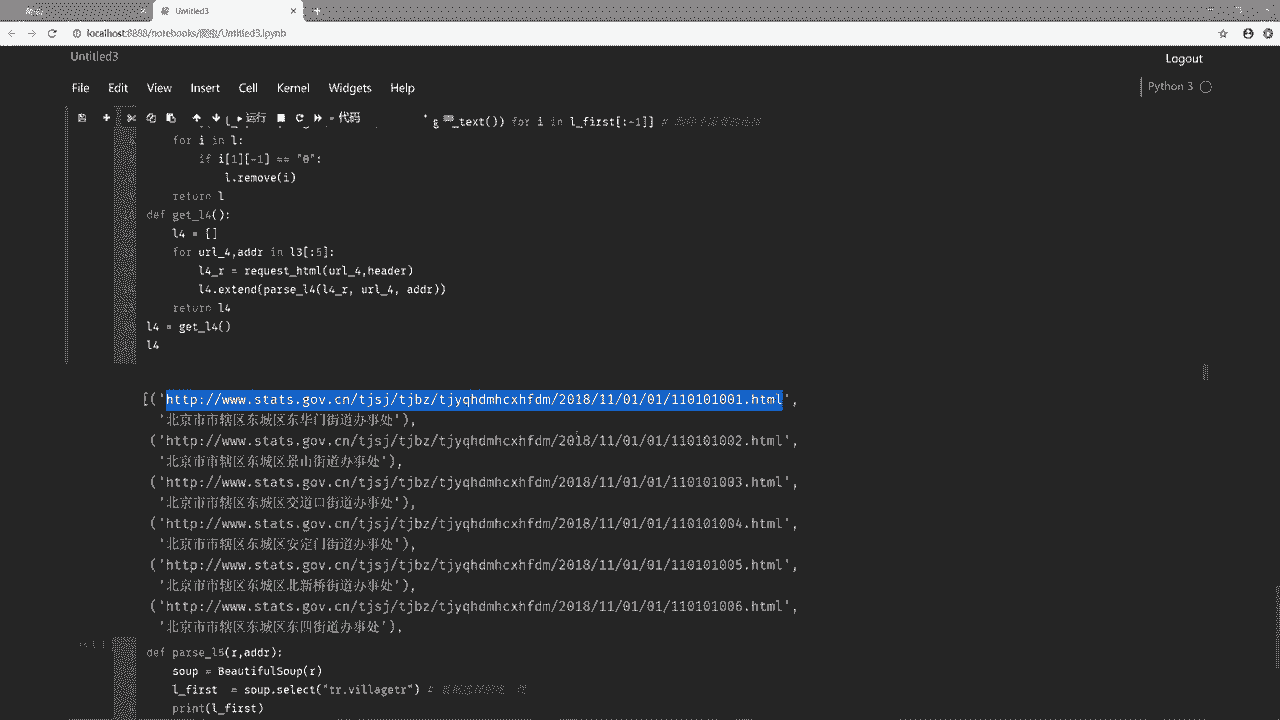 Untitled3
localhost:8888/notebooks/爬虫/Untitled3.ipynb
Untitled3
Logout
File Edit View Insert Cell Kernel Widgets Help
Python 3
运行 代码
_text()) for i in l_first[:-1]] #
for i in l:
if i[1][-1] == "0":
l.remove(i)
return l
def get_l4():
l4 = []
for url_4,addr in l3[:5]:
l4_r = request_html(url_4,header)
l4.extend(parse_l4(l4_r, url_4, addr))
return l4
l4 = get_l4()
l4
[('http://www.stats.gov.cn/tjsj/tjbz/tjyqhdmhcxhfdm/2018/11/01/01/110101001.html',
'北京市市辖区东城区东华门街道办事处'),
('http://www.stats.gov.cn/tjsj/tjbz/tjyqhdmhcxhfdm/2018/11/01/01/110101002.html',
'北京市市辖区东城区景山街道办事处'),
('http://www.stats.gov.cn/tjsj/tjbz/tjyqhdmhcxhfdm/2018/11/01/01/110101003.html',
'北京市市辖区东城区交道口街道办事处'),
('http://www.stats.gov.cn/tjsj/tjbz/tjyqhdmhcxhfdm/2018/11/01/01/110101004.html',
'北京市市辖区东城区安定门街道办事处'),
('http://www.stats.gov.cn/tjsj/tjbz/tjyqhdmhcxhfdm/2018/11/01/01/110101005.html',
'北京市市辖区东城区北新桥街道办事处'),
('http://www.stats.gov.cn/tjsj/tjbz/tjyqhdmhcxhfdm/2018/11/01/01/110101006.html',
'北京市市辖区东城区东四街道办事处'),
def parse_l5(r,addr):
soup = BeautifulSoup(r)
l_first = soup.select("tr.villagetr") #
print(l_first)